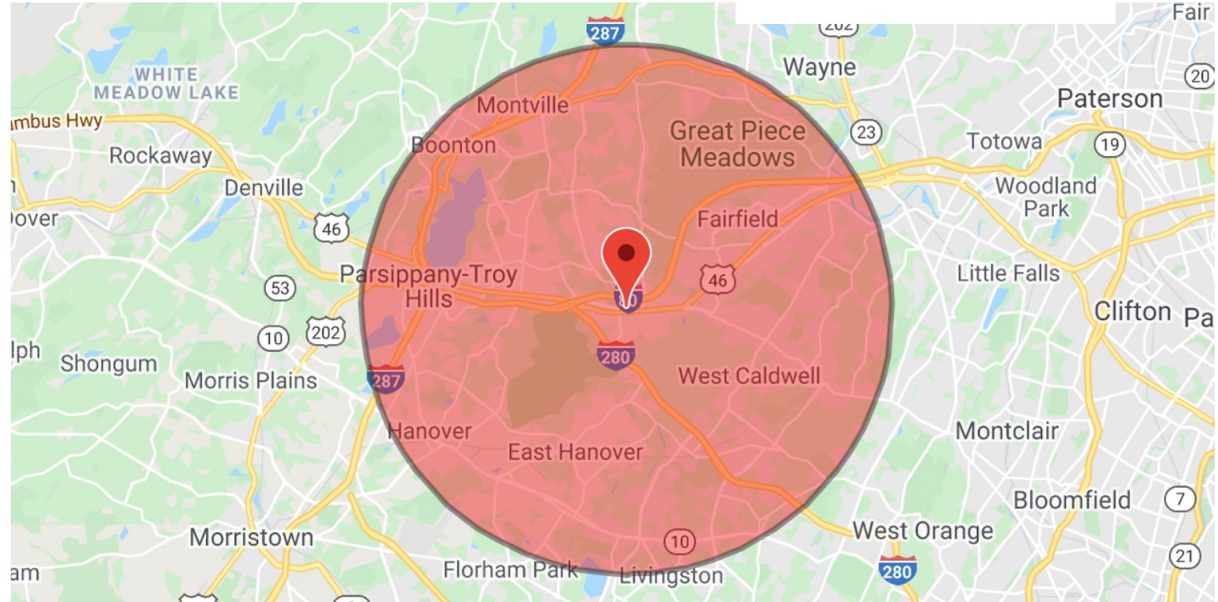 Fair
287
202
WHITE
MEADOW LAKE
Wayne
20
Paterson
Montville
umbus Hwy
23
Great Piece
Meadows
Boonton
Totowa
19
Rockaway
Denville
Woodland
Park
over
46
Fairfield
Parsippany-Troy
Hills
46
Little Falls
53
80
Clifton
Pa
202
10
lph
Shongum
280
Morris Plains
287
West Caldwell
Hanover
Montclair
East Hanover
Bloomfield
7
Morristown
West Orange
10
21
am
Florham Park
Livingston
280